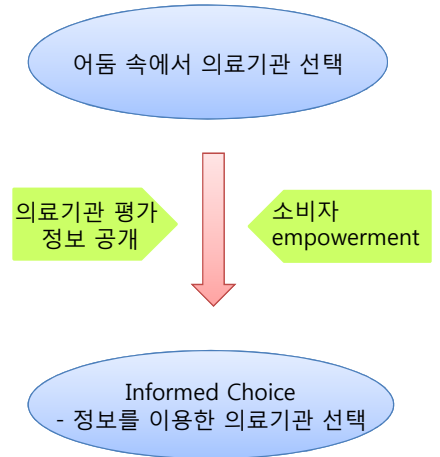 어둠 속에서 의료기관 선택
의료기관 평가
정보 공개
소비자
empowerment
Informed Choice
- 정보를 이용한 의료기관 선택